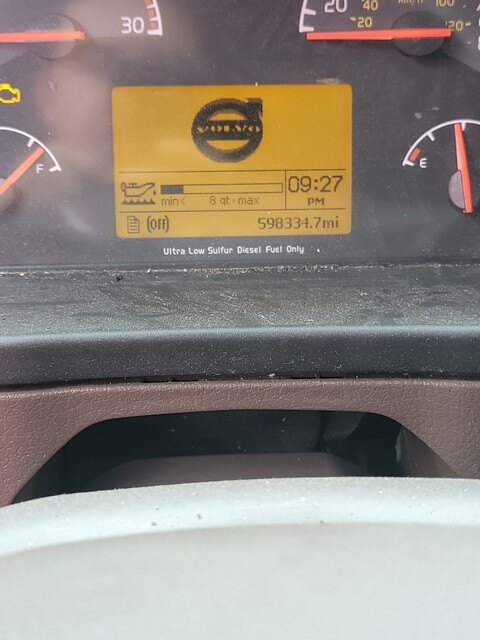 30
20
40
km/h
100
20
120
VOLVO
F
E
min<
8 qt>max
09:27
PM
(Off)
598334.7mi
Ultra Low Sulfur Diesel Fuel Only